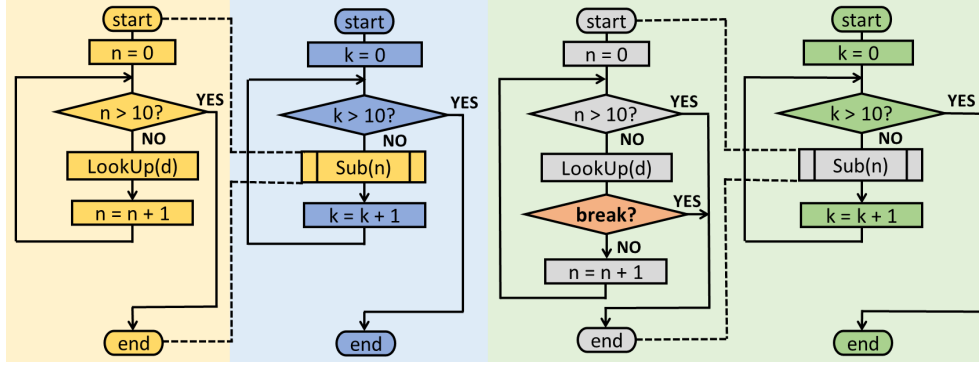 start
n = 0
n > 10?
YES
NO
LookUp(d)
n = n + 1
end
start
k = 0
k > 10?
YES
NO
Sub(n)
k = k + 1
end
start
n = 0
n > 10?
YES
NO
LookUp(d)
break?
YES
NO
n = n + 1
end
start
k = 0
k > 10?
YES
NO
Sub(n)
k = k + 1
end